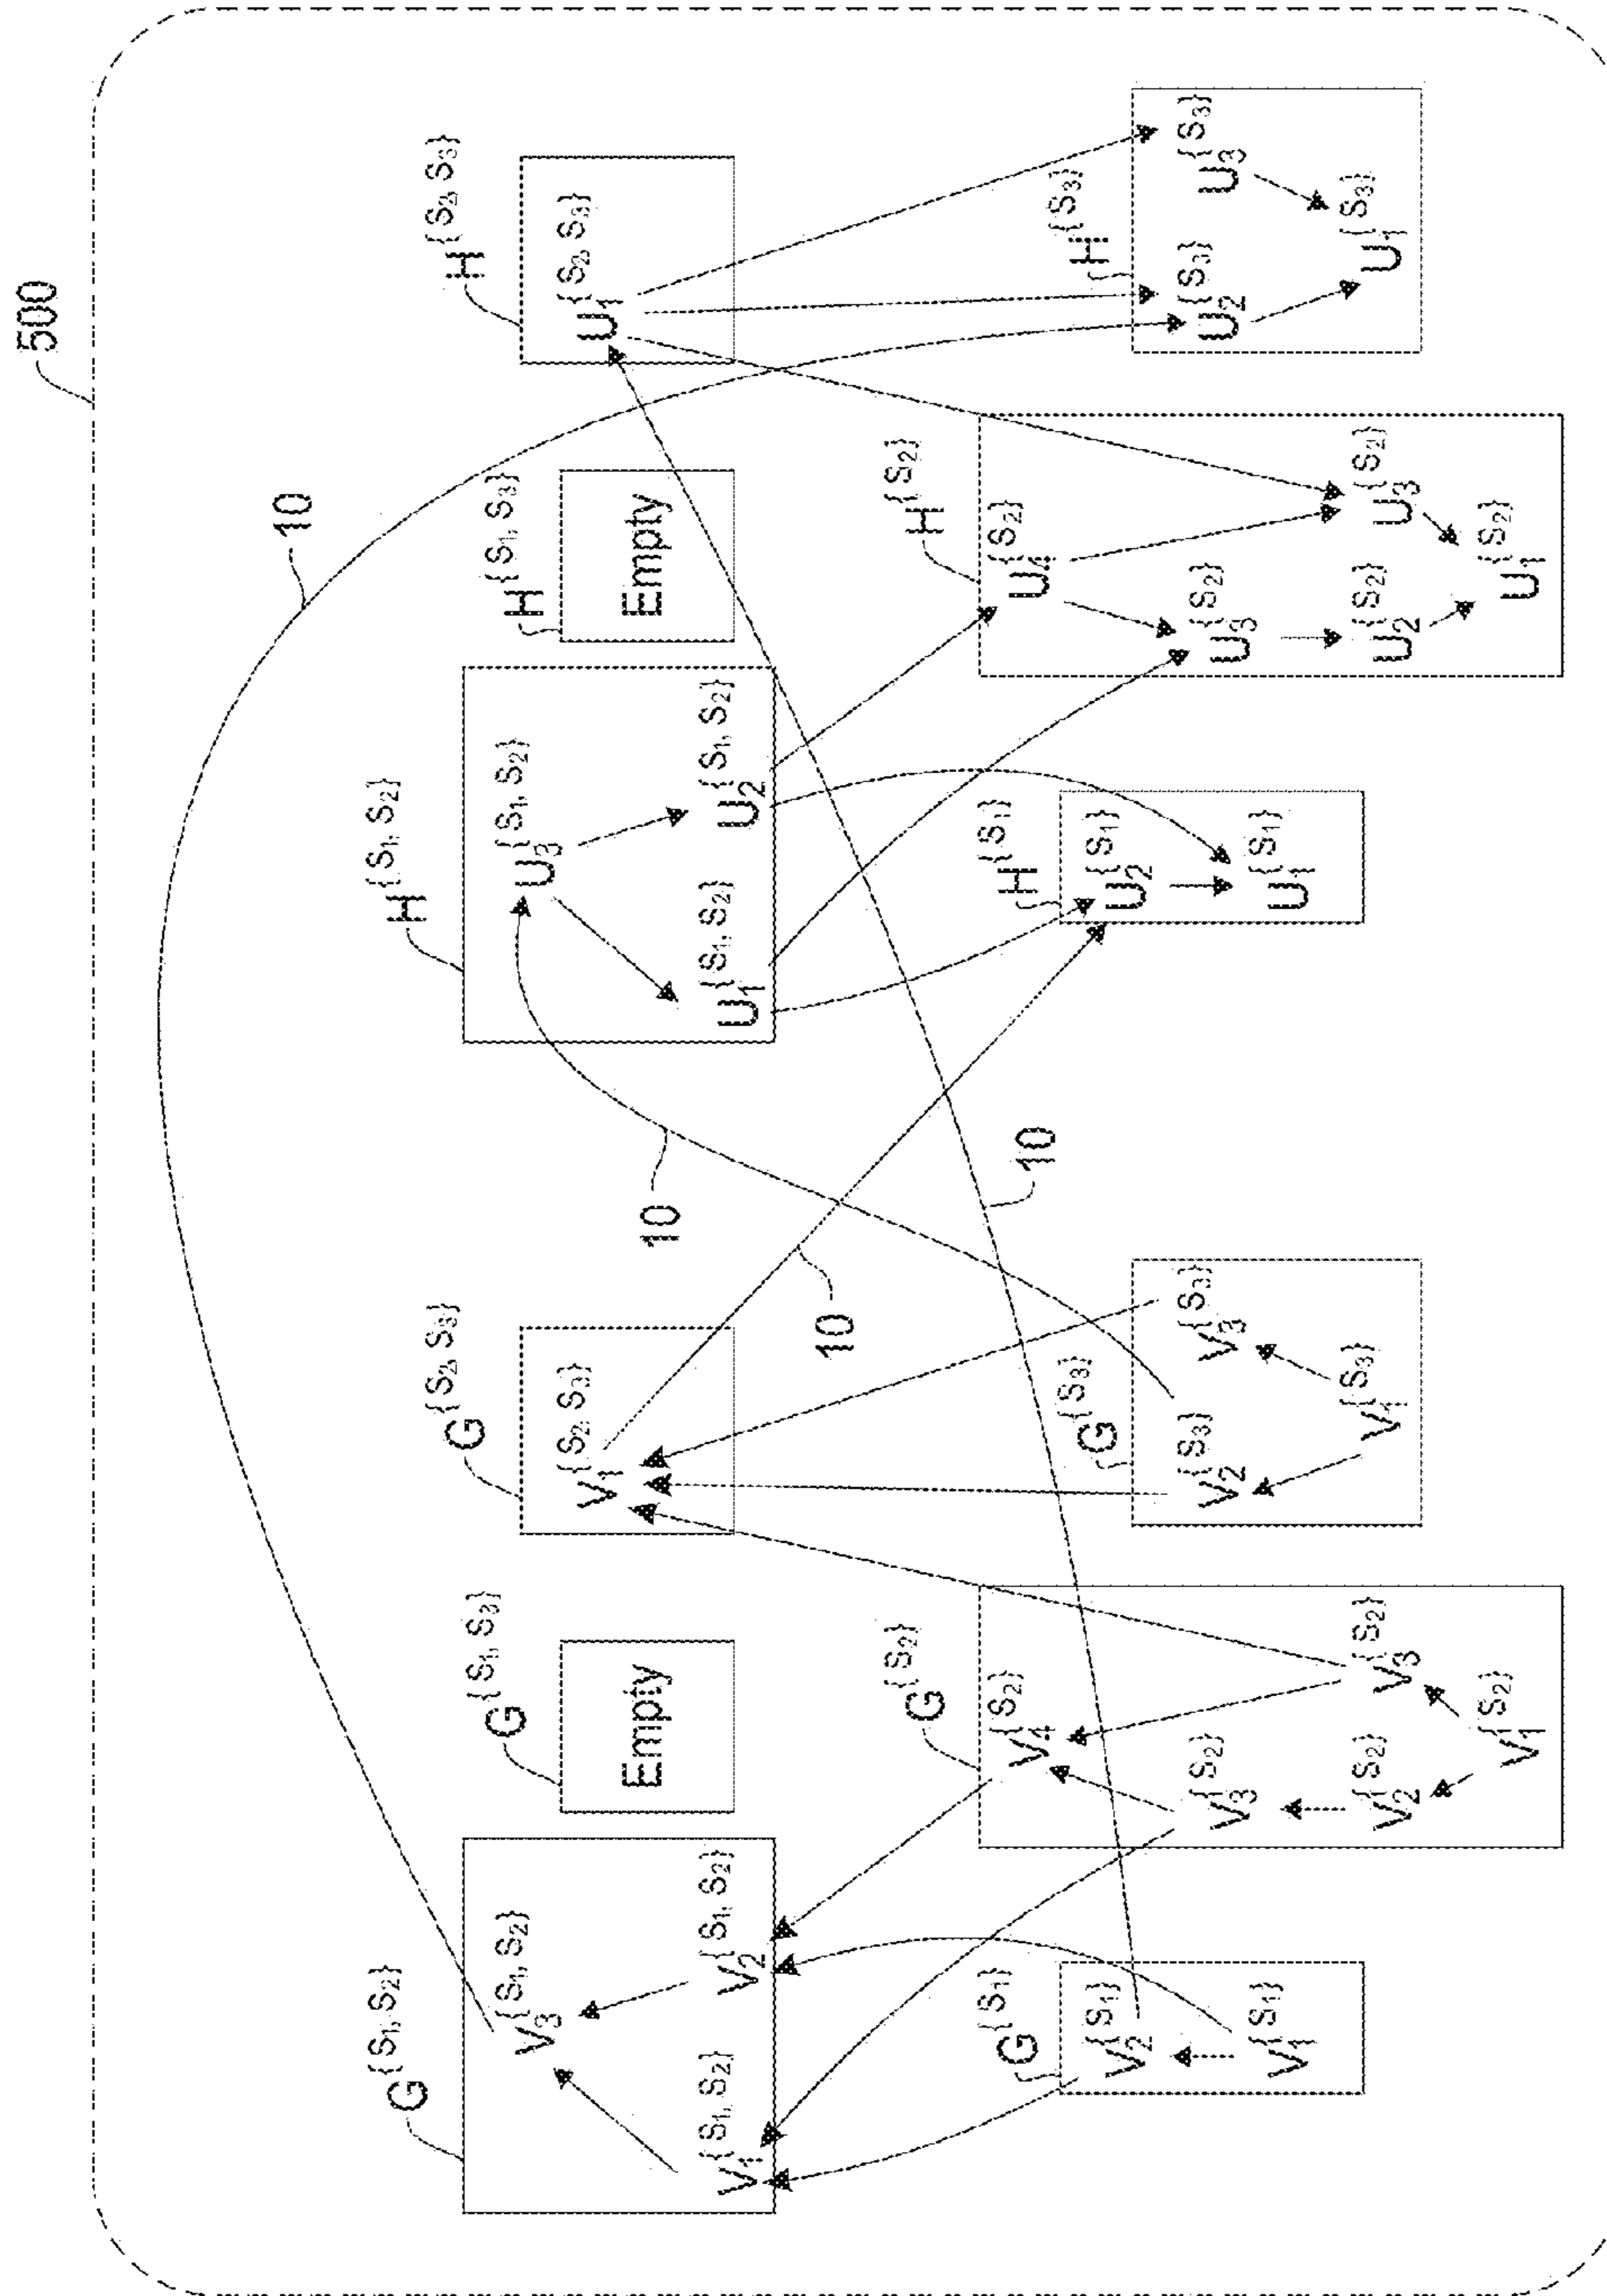 500
10
G{S1, S2} G{S1, S3} G{S2, S3} H{S1, S2} H{S1, S3} H{S2, S3}
V3{S1, S2} U3{S1, S2}
V1{S2, S3} U1{S2, S3}
Empty Empty
10
V1{S1, S2} V2{S1, S2} U1{S1, S2} U2{S1, S2}
10
G{S1} G{S2} G{S3} H{S1} H{S2} H{S3}
10
V4{S2} U4{S2}
V2{S1} U2{S1}
V3{S2} V2{S3} V3{S3} U3{S2} U2{S3} U3{S3}
V1{S1} U1{S1}
V2{S2} V3{S2} V1{S3} U2{S2} U3{S2} U1{S3}
V1{S2} U1{S2}